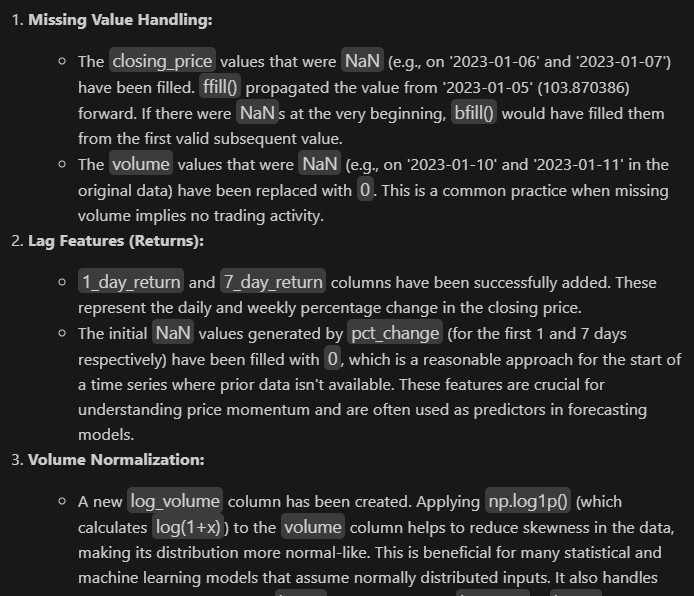 1. Missing Value Handling:
○ The closing_price values that were NaN (e.g., on '2023-01-06' and '2023-01-07')
have been filled. ffill() propagated the value from '2023-01-05' (103.870386)
forward. If there were NaNs at the very beginning, bfill() would have filled them
from the first valid subsequent value.
○ The volume values that were NaN (e.g., on '2023-01-10' and '2023-01-11' in the
original data) have been replaced with 0. This is a common practice when missing
volume implies no trading activity.
2. Lag Features (Returns):
○ 1_day_return and 7_day_return columns have been successfully added. These
represent the daily and weekly percentage change in the closing price.
○ The initial NaN values generated by pct_change (for the first 1 and 7 days
respectively) have been filled with 0, which is a reasonable approach for the start of
a time series where prior data isn't available. These features are crucial for
understanding price momentum and are often used as predictors in forecasting
models.
3. Volume Normalization:
○ A new log_volume column has been created. Applying np.log1p() (which
calculates log(1+x)) to the volume column helps to reduce skewness in the data,
making its distribution more normal-like. This is beneficial for many statistical and
machine learning models that assume normally distributed inputs. It also handles